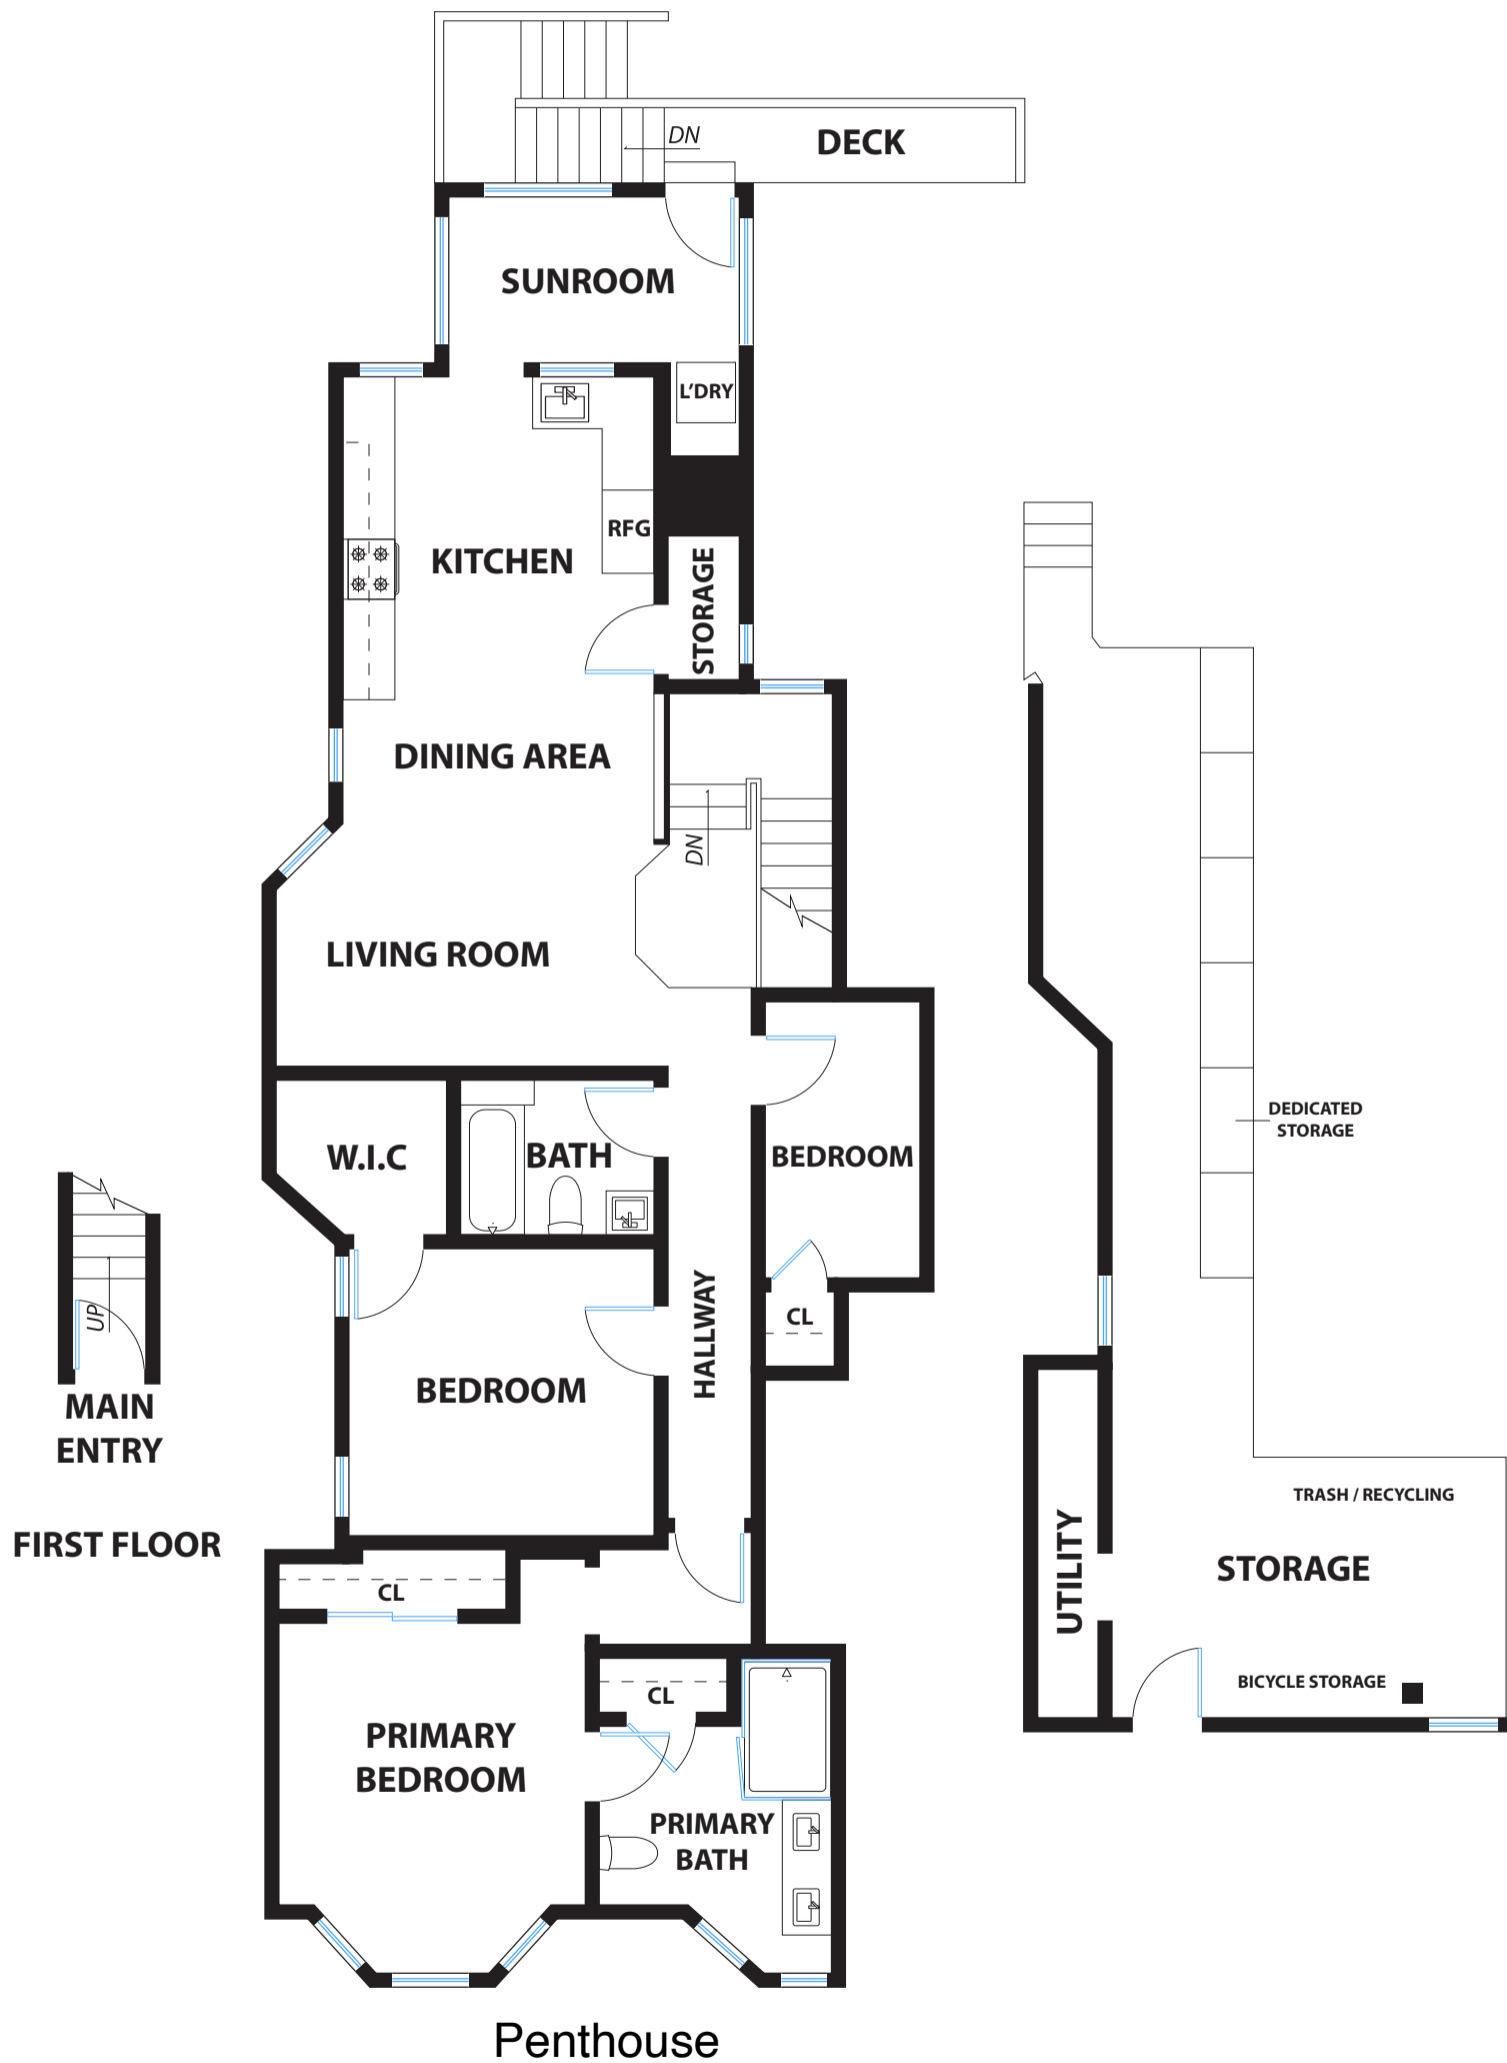 DN
DECK
SUNROOM
L'DRY
RFG
KITCHEN
STORAGE
DINING AREA
DN
LIVING ROOM
W.I.C
BATH
BEDROOM
CL
HALLWAY
BEDROOM
CL
CL
PRIMARY
BEDROOM
PRIMARY
BATH
Penthouse
UP
MAIN
ENTRY
FIRST FLOOR
DEDICATED
STORAGE
TRASH / RECYCLING
UTILITY
STORAGE
BICYCLE STORAGE